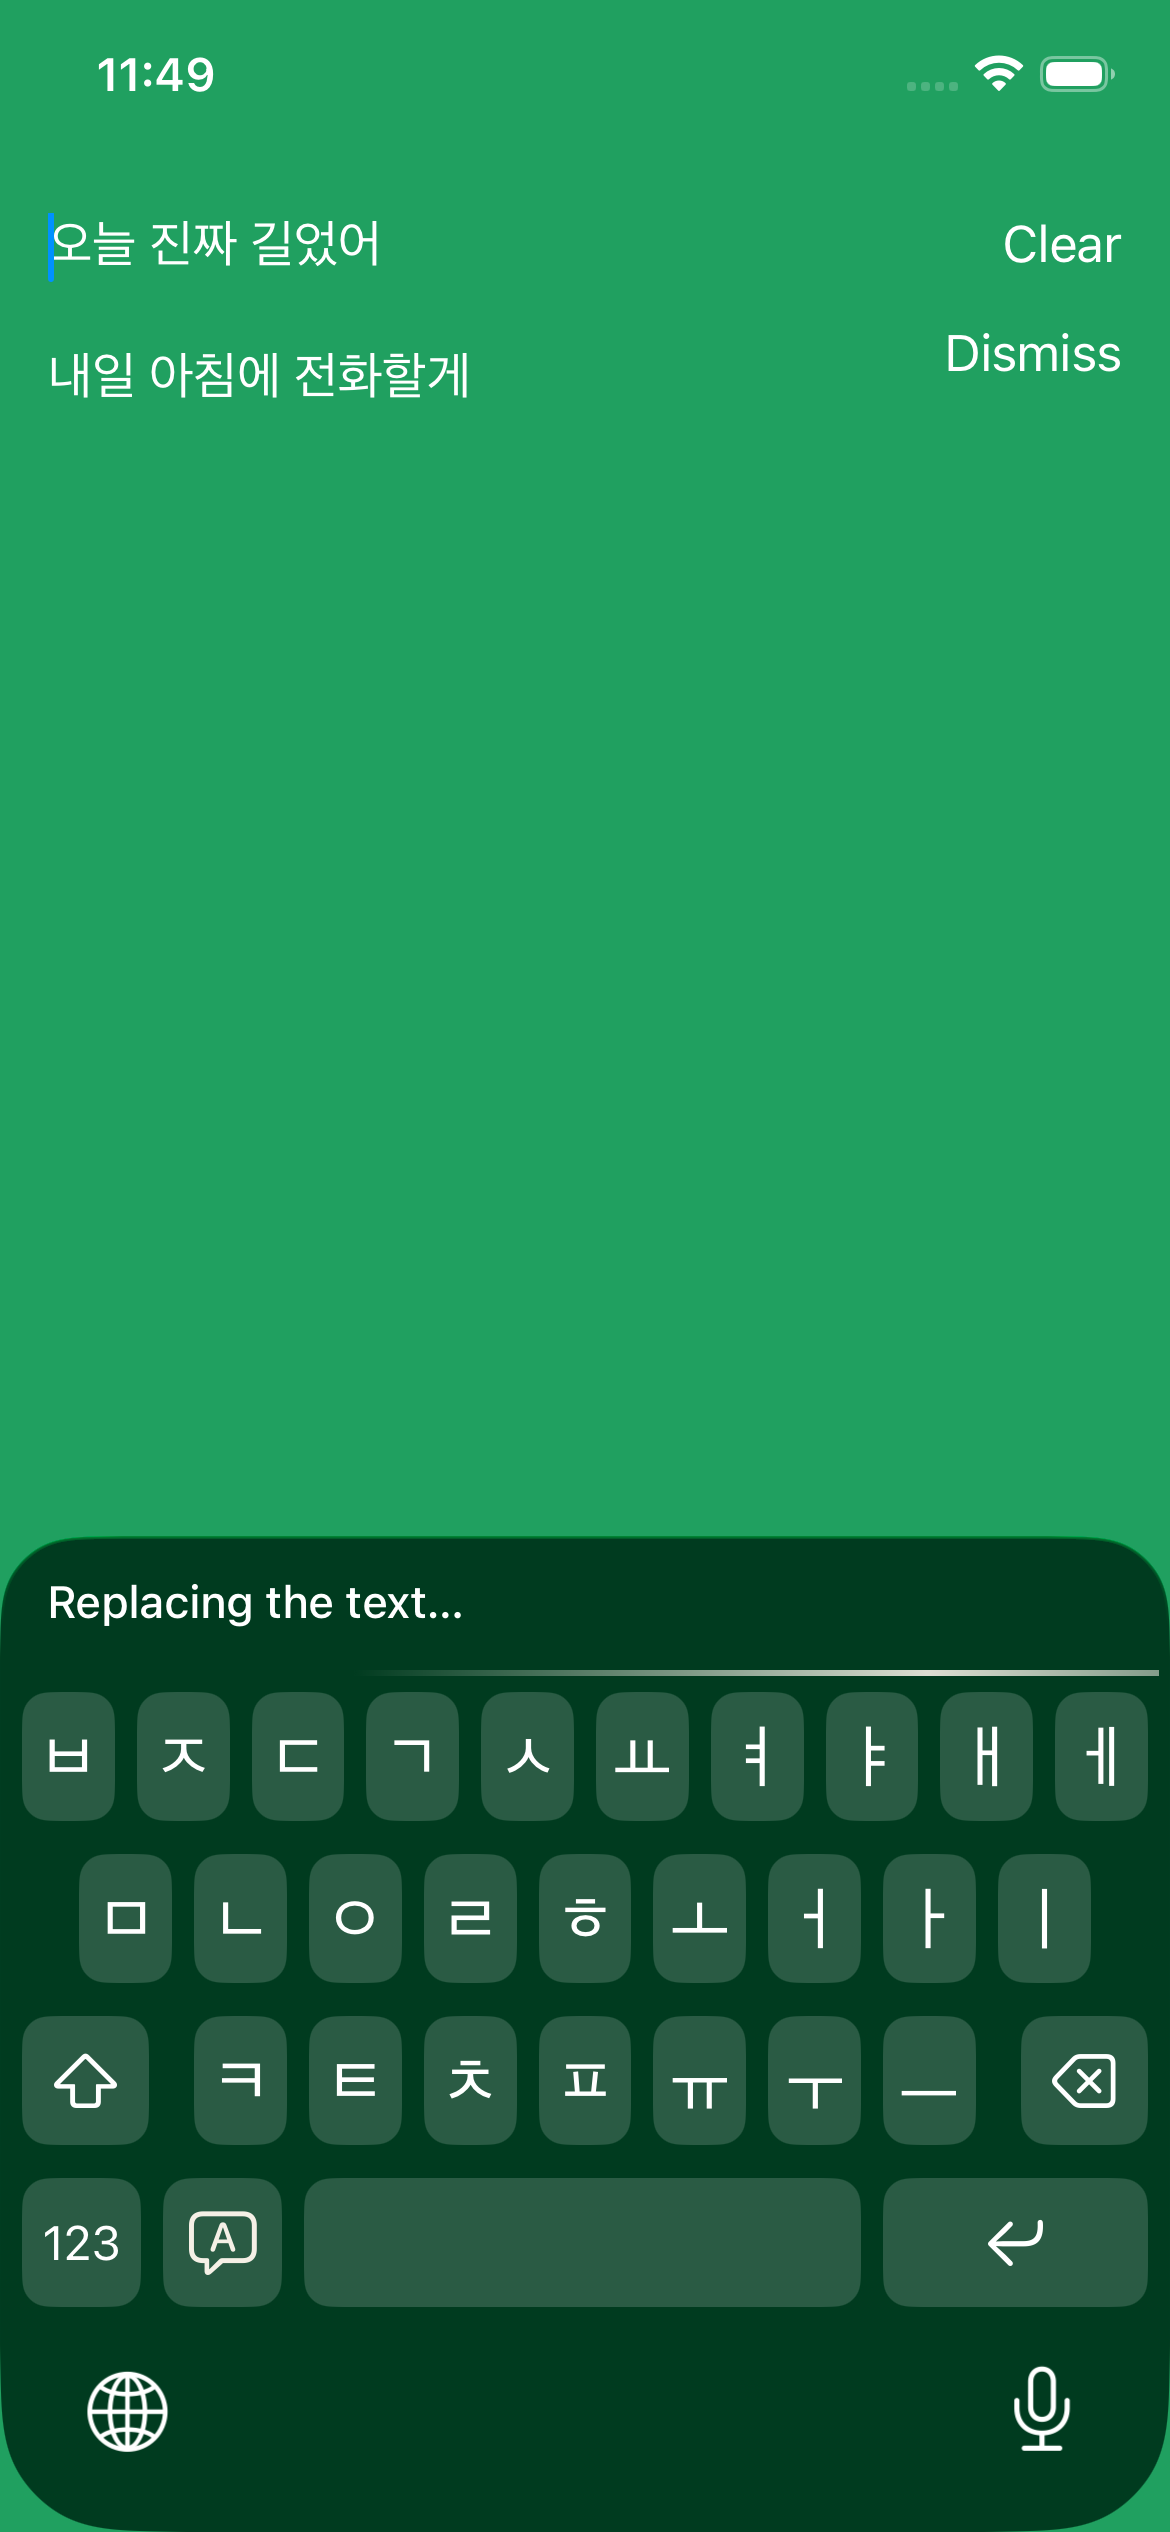 11:49
오늘 진짜 길었어
Clear
내일 아침에 전화할게
Dismiss
Replacing the text...
ㅂ ㅈ ㄷ ㄱ ㅅ ㅛ ㅕ ㅑ ㅐ ㅔ
ㅁ ㄴ ㅇ ㄹ ㅎ ㅗ ㅓ ㅏ ㅣ
ㅋ ㅌ ㅊ ㅍ ㅠ ㅜ ㅡ
123 A